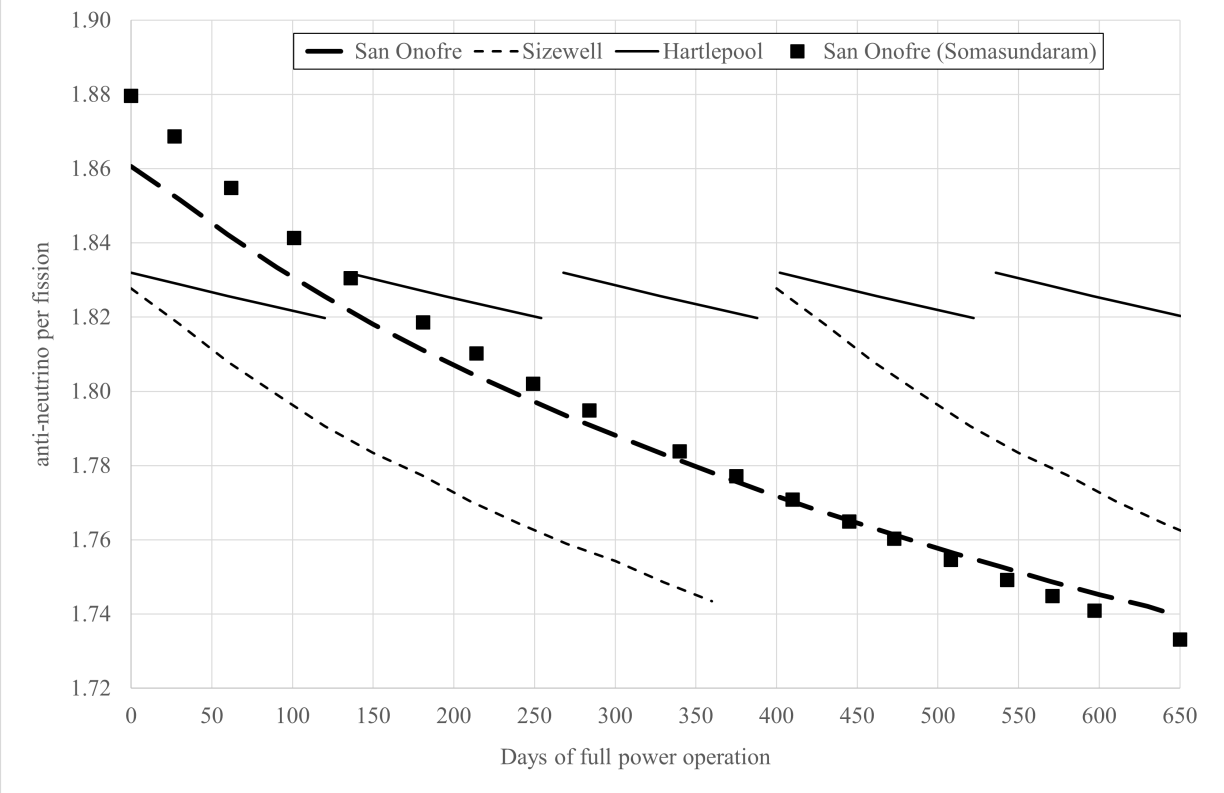 1.90
San Onofre Sizewell Hartlepool San Onofre (Somasundaram)
1.88
1.86
1.84
1.82
1.80
1.78
1.76
1.74
1.72
anti-neutrino per fission
0 50 100 150 200 250 300 350 400 450 500 550 600 650
Days of full power operation